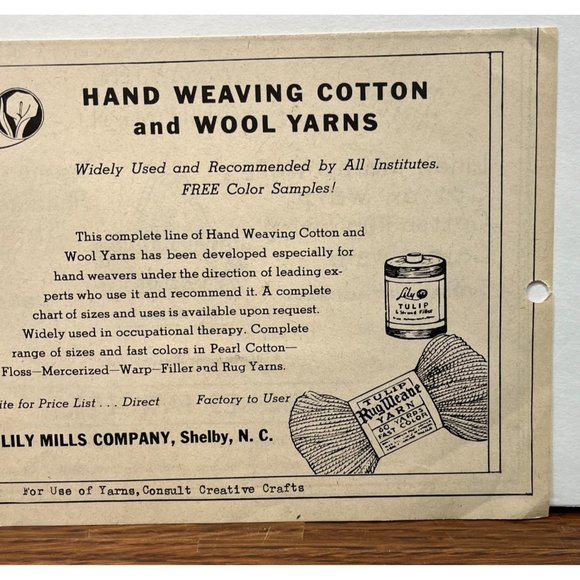 HAND WEAVING COTTON
and WOOL YARNS
Widely Used and Recommended by All Institutes.
FREE Color Samples!
This complete line of Hand Weaving Cotton and
Wool Yarns has been developed especially for
hand weavers under the direction of leading ex-
perts who use it and recommend it. A complete
chart of sizes and uses is available upon request.
Widely used in occupational therapy. Complete
range of sizes and fast colors in Pearl Cotton—
Floss—Mercerized—Warp—Filler and Rug Yarns.
ite for Price List . . . Direct Factory to User
LILY MILLS COMPANY, Shelby, N. C.
Lily
TULIP
6 Strand Filler
TULIP
RugWeave
YARN
60 YARDS
FAST COLOR
For Use of Yarns, Consult Creative Crafts